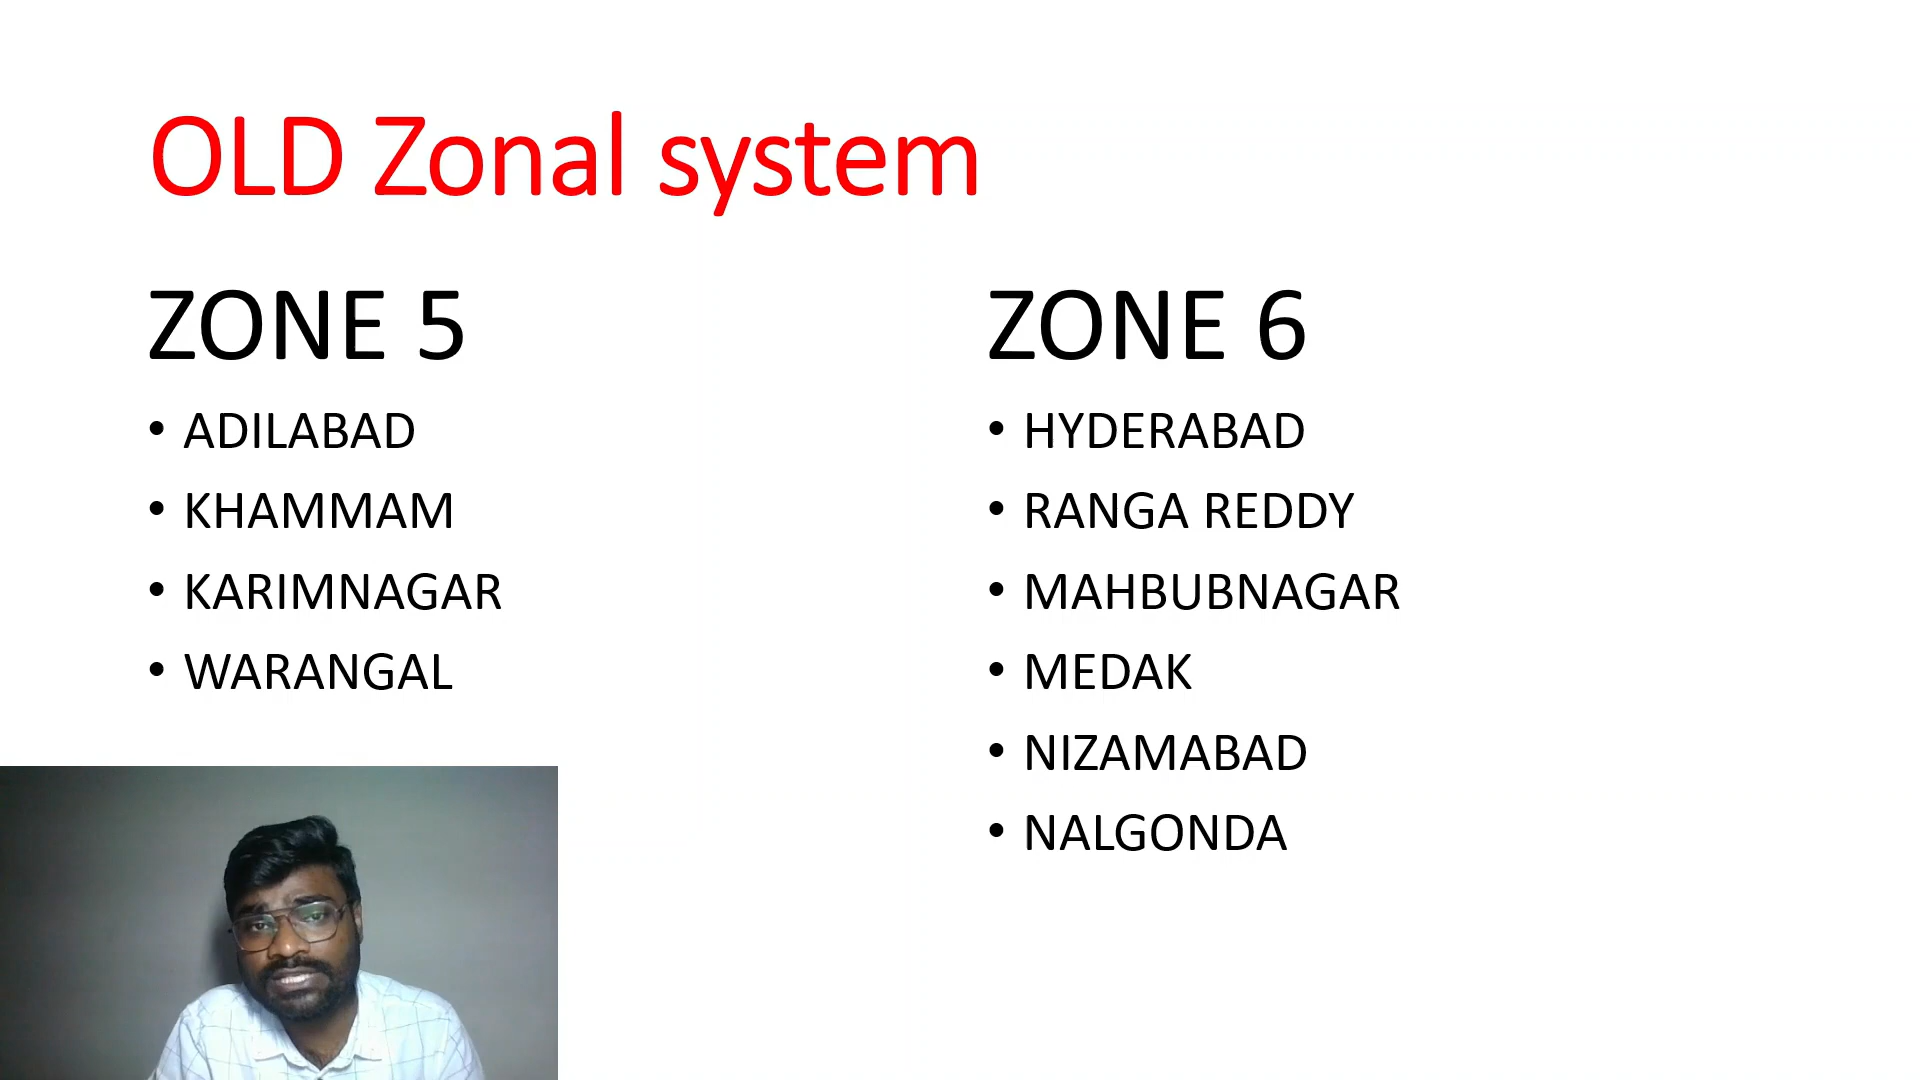 OLD Zonal system
ZONE 5
• ADILABAD
• KHAMMAM
• KARIMNAGAR
• WARANGAL
ZONE 6
• HYDERABAD
• RANGA REDDY
• MAHBUBNAGAR
• MEDAK
• NIZAMABAD
• NALGONDA